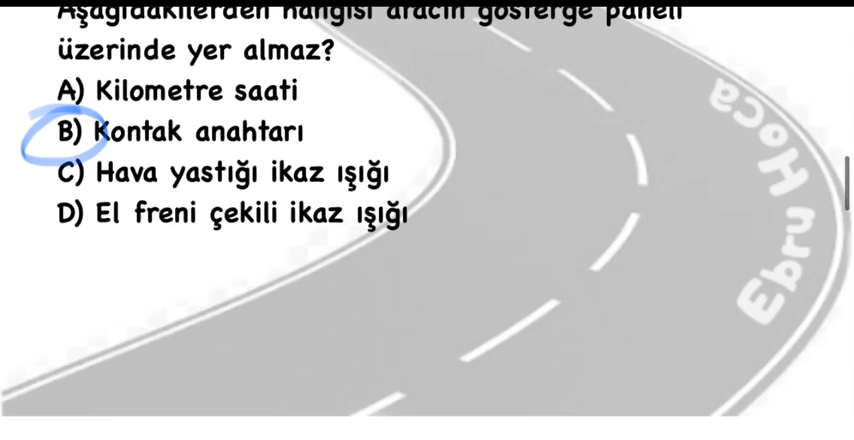 Aşağıdakilerden hangisi aracın gösterge paneli
üzerinde yer almaz?
A) Kilometre saati
B) Kontak anahtarı
C) Hava yastığı ikaz ışığı
D) El freni çekili ikaz ışığı
Ebru Hoca